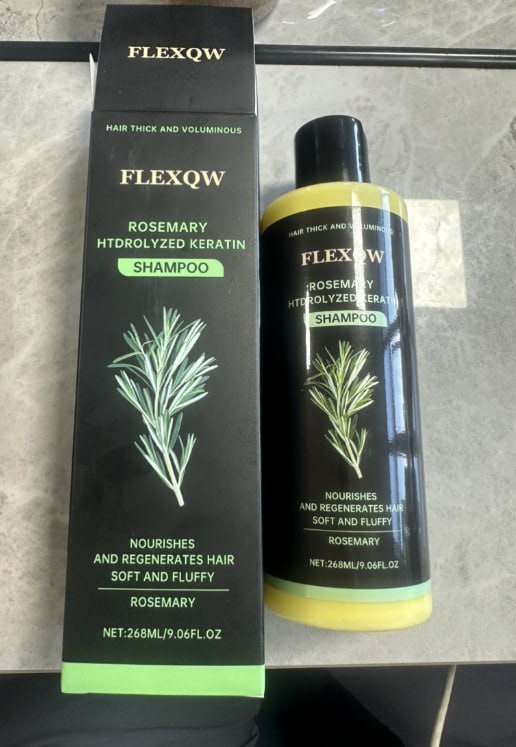 FLEXQW
HAIR THICK AND VOLUMINOUS
FLEXQW
ROSEMARY
HTDROLYZED KERATIN
SHAMPOO
NOURISHES
AND REGENERATES HAIR
SOFT AND FLUFFY
ROSEMARY
NET:268ML/9.06FL.OZ
HAIR THICK AND VOLUMINOUS
FLEXQW
ROSEMARY
HTDROLYZED KERATIN
SHAMPOO
NOURISHES
AND REGENERATES HAIR
SOFT AND FLUFFY
ROSEMARY
NET:268ML/9.06FL.OZ